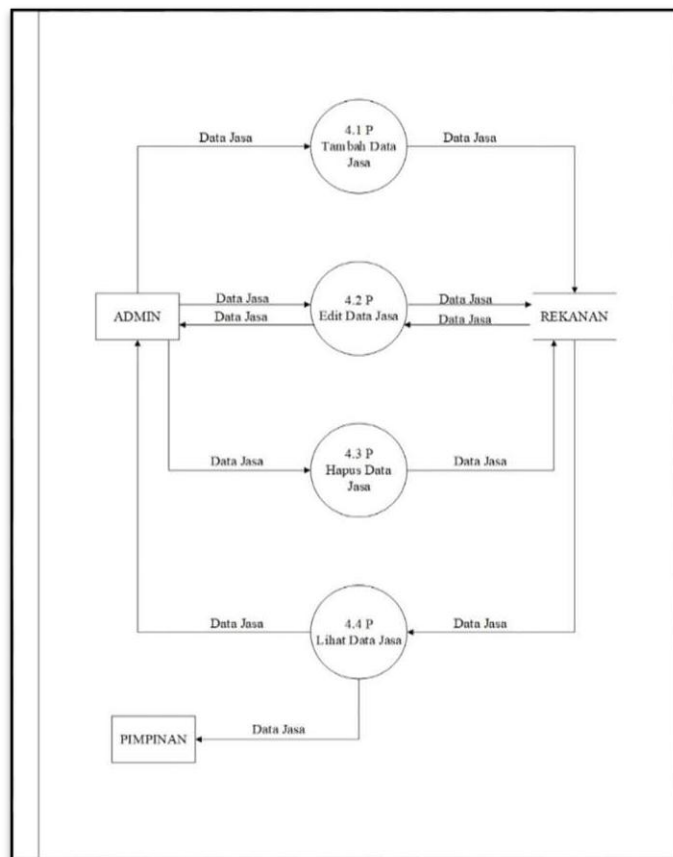 4.1 P
Tambah Data
Jasa
Data Jasa
Data Jasa
4.2 P
Edit Data Jasa
Data Jasa
Data Jasa
Data Jasa
Data Jasa
ADMIN
REKANAN
4.3 P
Hapus Data
Jasa
Data Jasa
Data Jasa
4.4 P
Lihat Data Jasa
Data Jasa
Data Jasa
PIMPINAN
Data Jasa